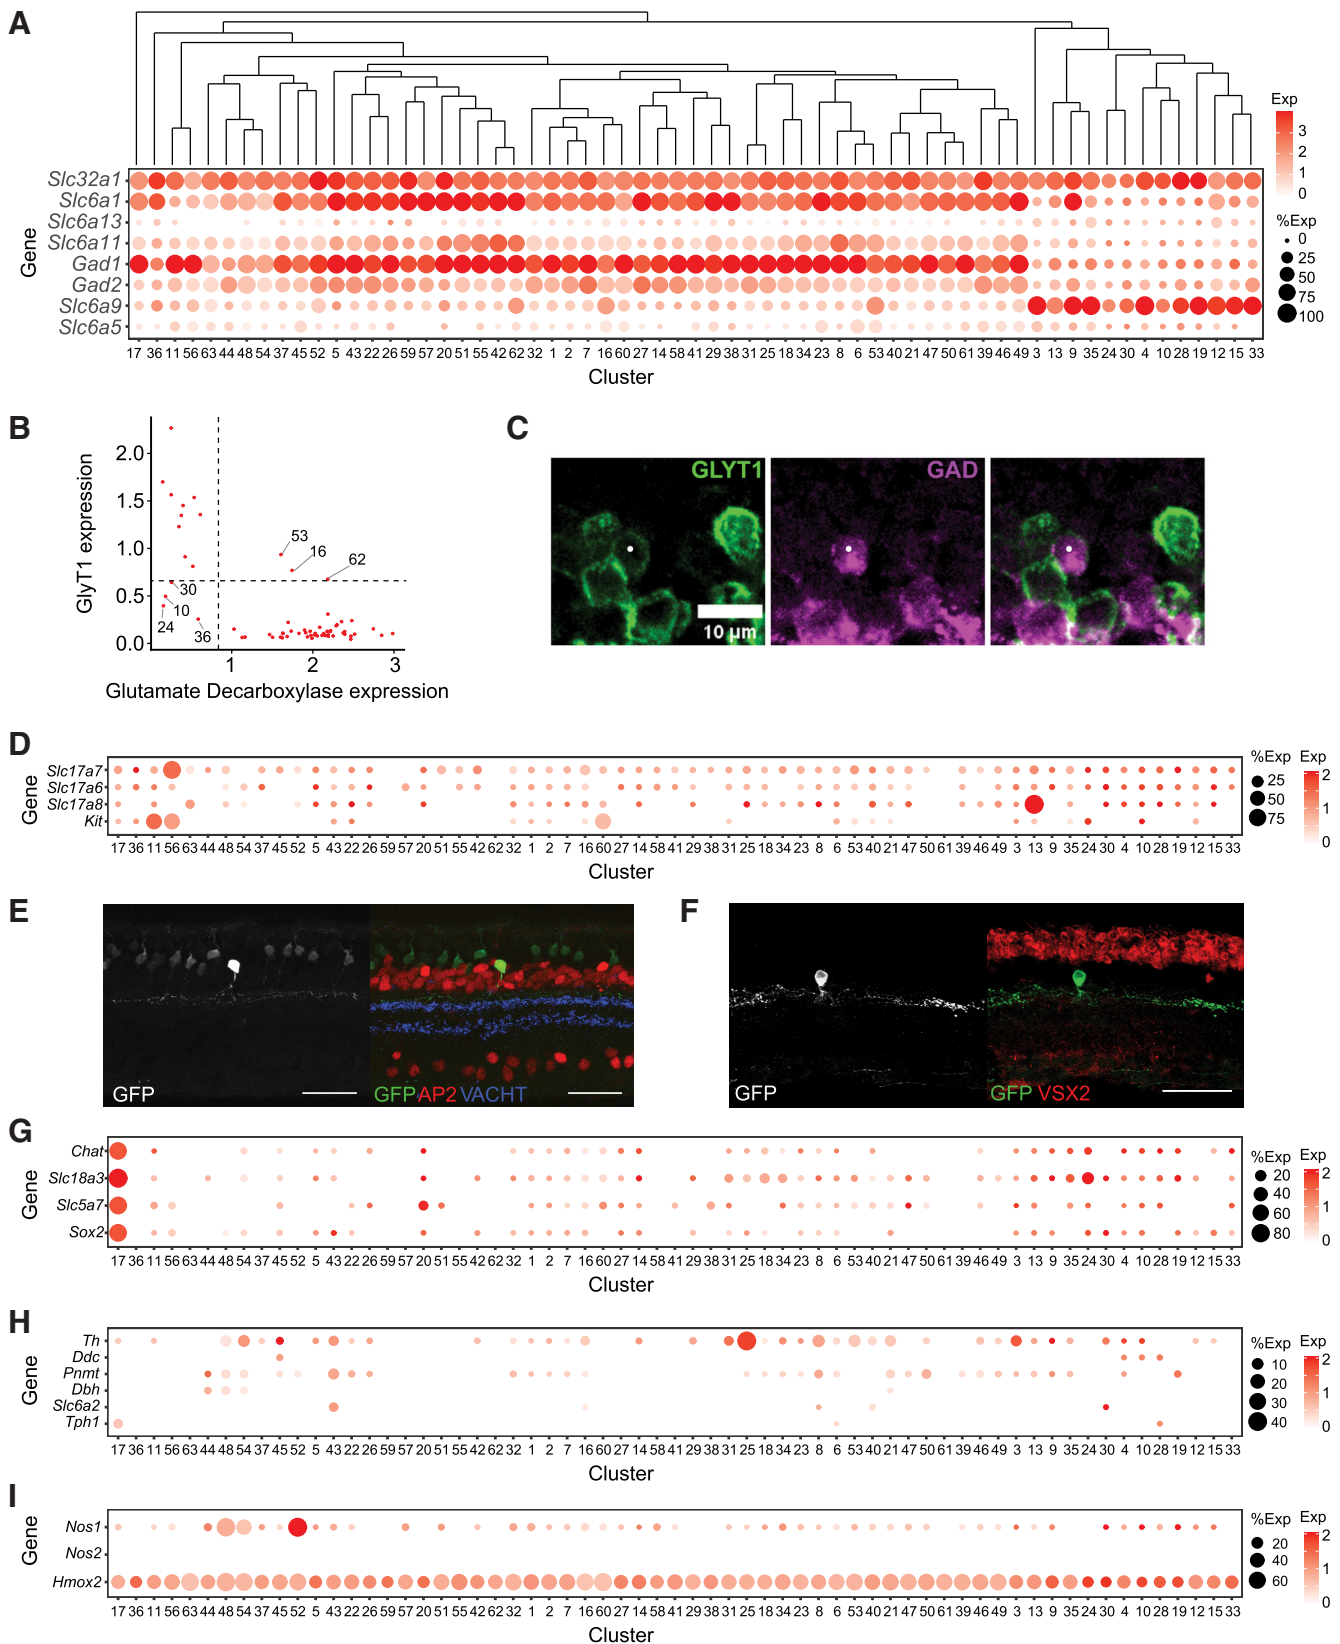 A
Exp
3
2
1
0
%Exp
0
25
50
75
100
Gene
Slc32a1
Slc6a1
Slc6a13
Slc6a11
Gad1
Gad2
Slc6a9
Slc6a5
17 36 11 56 63 44 48 54 37 45 52 5 43 22 26 59 57 20 51 55 42 62 32 1 2 7 16 60 27 14 58 41 29 38 31 25 18 34 23 8 6 53 40 21 47 50 61 39 46 49 3 13 9 35 24 30 4 10 28 19 12 15 33
Cluster
B
GlyT1 expression
2.0
1.5
1.0
0.5
0.0
53
16
62
30
10
24
36
1 2 3
Glutamate Decarboxylase expression
C
GLYT1
GAD
10 µm
D
Gene
Slc17a7
Slc17a6
Slc17a8
Kit
%Exp
25
50
75
Exp
2
1
0
17 36 11 56 63 48 54 37 45 52 5 43 22 26 59 57 20 51 55 42 62 32 1 2 7 16 60 27 14 58 41 29 38 31 25 18 34 23 8 6 53 40 21 47 50 61 39 49 3 13 9 35 24 30 4 10 28 19 12 15 33
Cluster
E
GFP
GFP AP2 VACHT
F
GFP
GFP VSX2
G
Gene
Chat
Slc18a3
Slc5a7
Sox2
%Exp
20
40
60
80
Exp
2
1
0
17 36 11 56 63 44 48 54 37 45 52 5 43 22 26 59 57 20 51 55 42 62 32 1 2 7 16 60 27 14 58 41 29 38 31 25 18 34 23 8 6 53 40 21 47 50 61 39 46 49 3 13 9 35 24 30 4 10 28 19 12 15 33
Cluster
H
Gene
Th
Ddc
Pnmt
Dbh
Slc6a2
Tph1
%Exp
10
20
30
40
Exp
2
1
0
17 36 11 56 63 44 48 54 37 45 52 5 43 22 26 59 57 20 51 55 42 62 32 1 2 7 16 60 27 14 58 41 29 38 31 25 18 34 23 8 6 53 40 21 47 50 61 39 46 49 3 13 9 35 24 30 4 10 28 19 12 15 33
Cluster
I
Gene
Nos1
Nos2
Hmox2
%Exp
20
40
60
Exp
2
1
0
17 36 11 56 63 44 48 54 37 45 52 5 43 22 26 59 57 20 51 55 42 62 32 1 2 7 16 60 27 14 58 41 29 38 31 25 18 34 23 8 6 53 40 21 47 50 61 39 46 49 3 13 9 35 24 30 4 10 28 19 12 15 33
Cluster